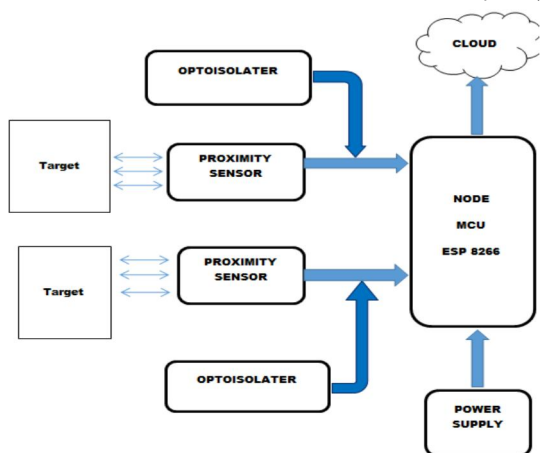 CLOUD
OPTOISOLATER
Target
PROXIMITY
SENSOR
NODE
MCU
ESP 8266
Target
PROXIMITY
SENSOR
OPTOISOLATER
POWER
SUPPLY